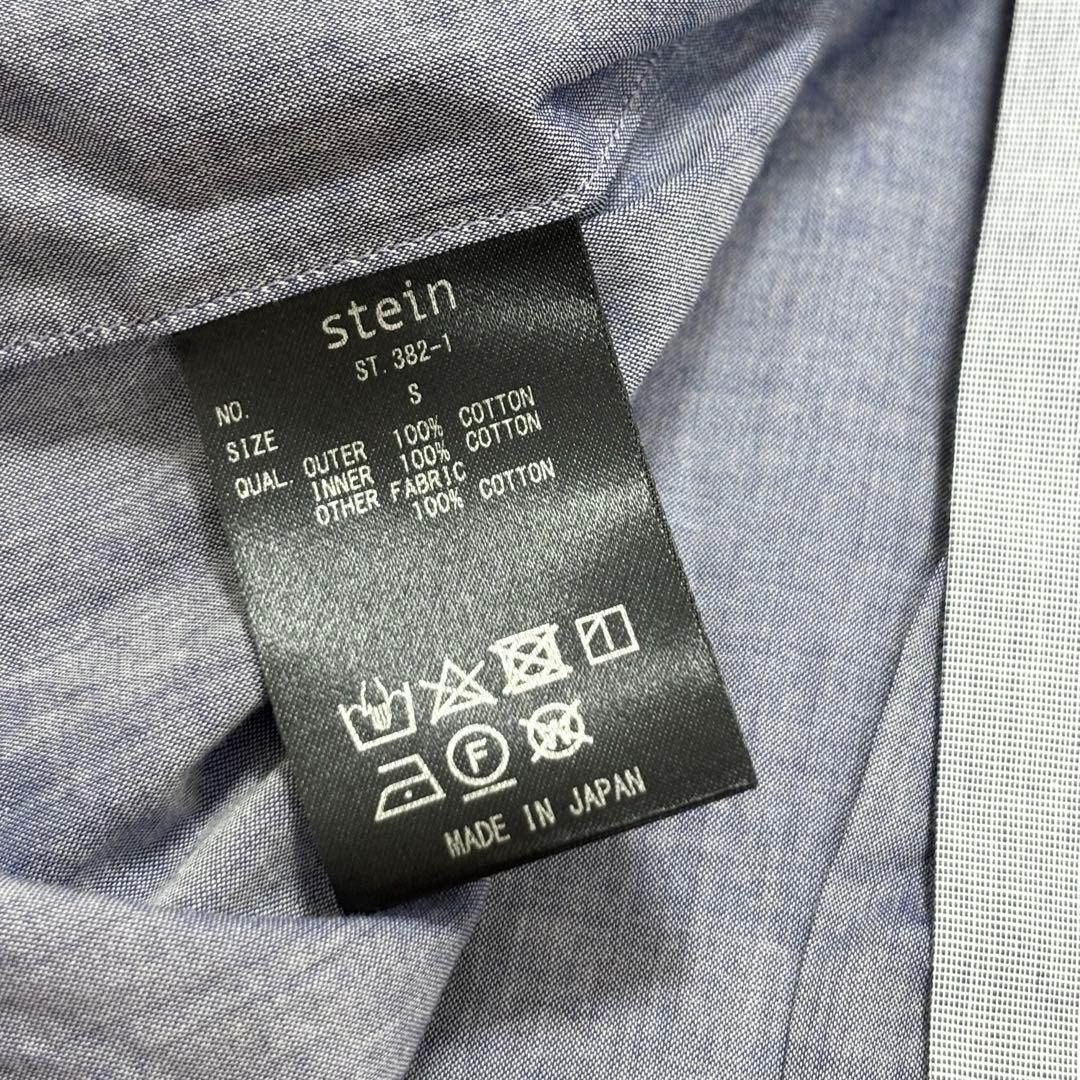 stein
NO. ST.382-1
SIZE S
QUAL OUTER 100% COTTON
INNER 100% COTTON
OTHER FABRIC
100% COTTON
F
W
MADE IN JAPAN